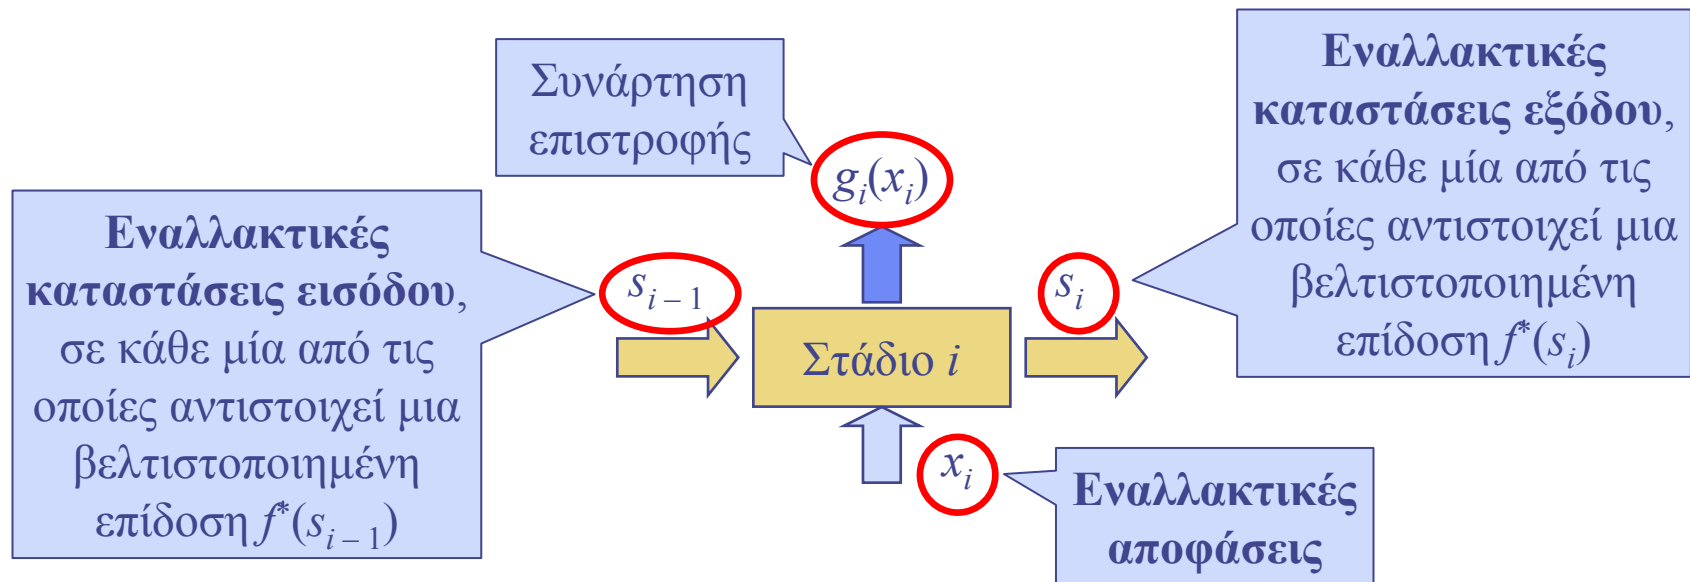 Συνάρτηση
επιστροφής
Εναλλακτικές
καταστάσεις εξόδου,
σε κάθε μία από τις
οποίες αντιστοιχεί μια
βελτιστοποιημένη
επίδοση f*(sᵢ)
gᵢ(xᵢ)
Εναλλακτικές
καταστάσεις εισόδου,
σε κάθε μία από τις
οποίες αντιστοιχεί μια
βελτιστοποιημένη
επίδοση f*(sᵢ₋₁)
sᵢ₋₁
Στάδιο i
sᵢ
xᵢ
Εναλλακτικές
αποφάσεις